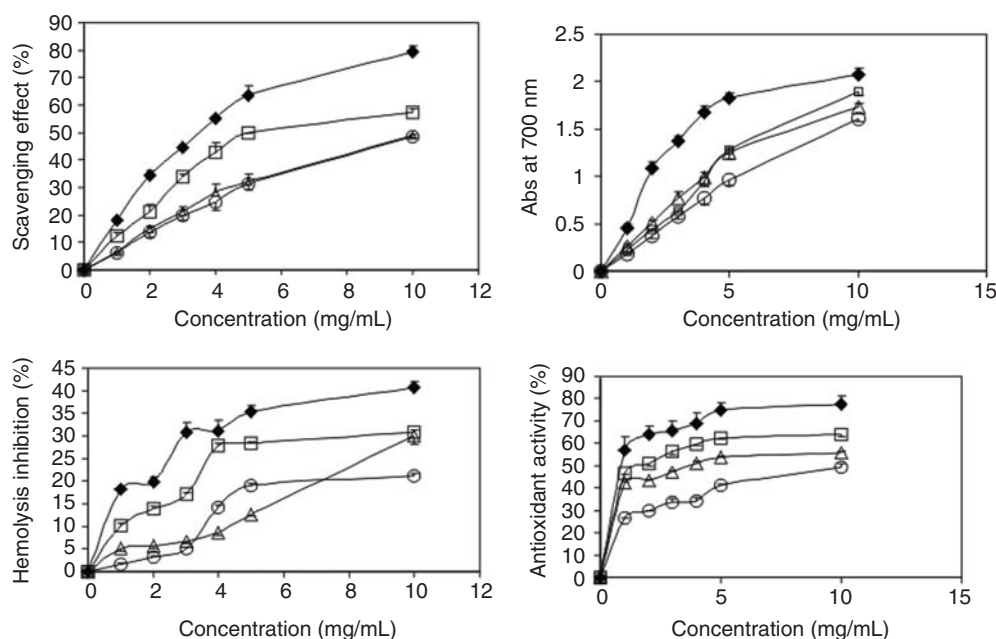 Scavenging effect (%)
90
80
70
60
50
40
30
20
10
0
0 2 4 6 8 10 12
Concentration (mg/mL)
Abs at 700 nm
2.5
2
1.5
1
0.5
0
0 5 10 15
Concentration (mg/mL)
Hemolysis inhibition (%)
45
35
30
25
20
15
10
5
0
0 2 4 6 8 10 12
Concentration (mg/mL)
Antioxidant activity (%)
90
80
70
60
50
40
30
20
10
0
0 5 10 15
Concentration (mg/mL)